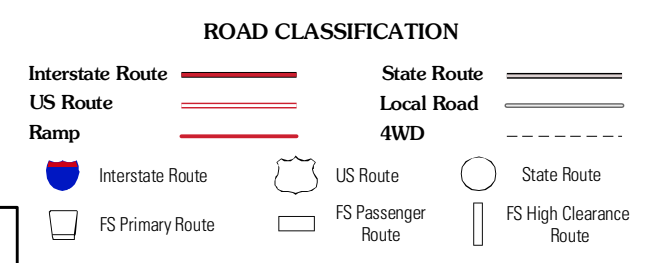 ROAD CLASSIFICATION
Interstate Route
State Route
US Route
Local Road
Ramp
4WD
Interstate Route
US Route
State Route
FS Primary Route
FS Passenger
Route
FS High Clearance
Route